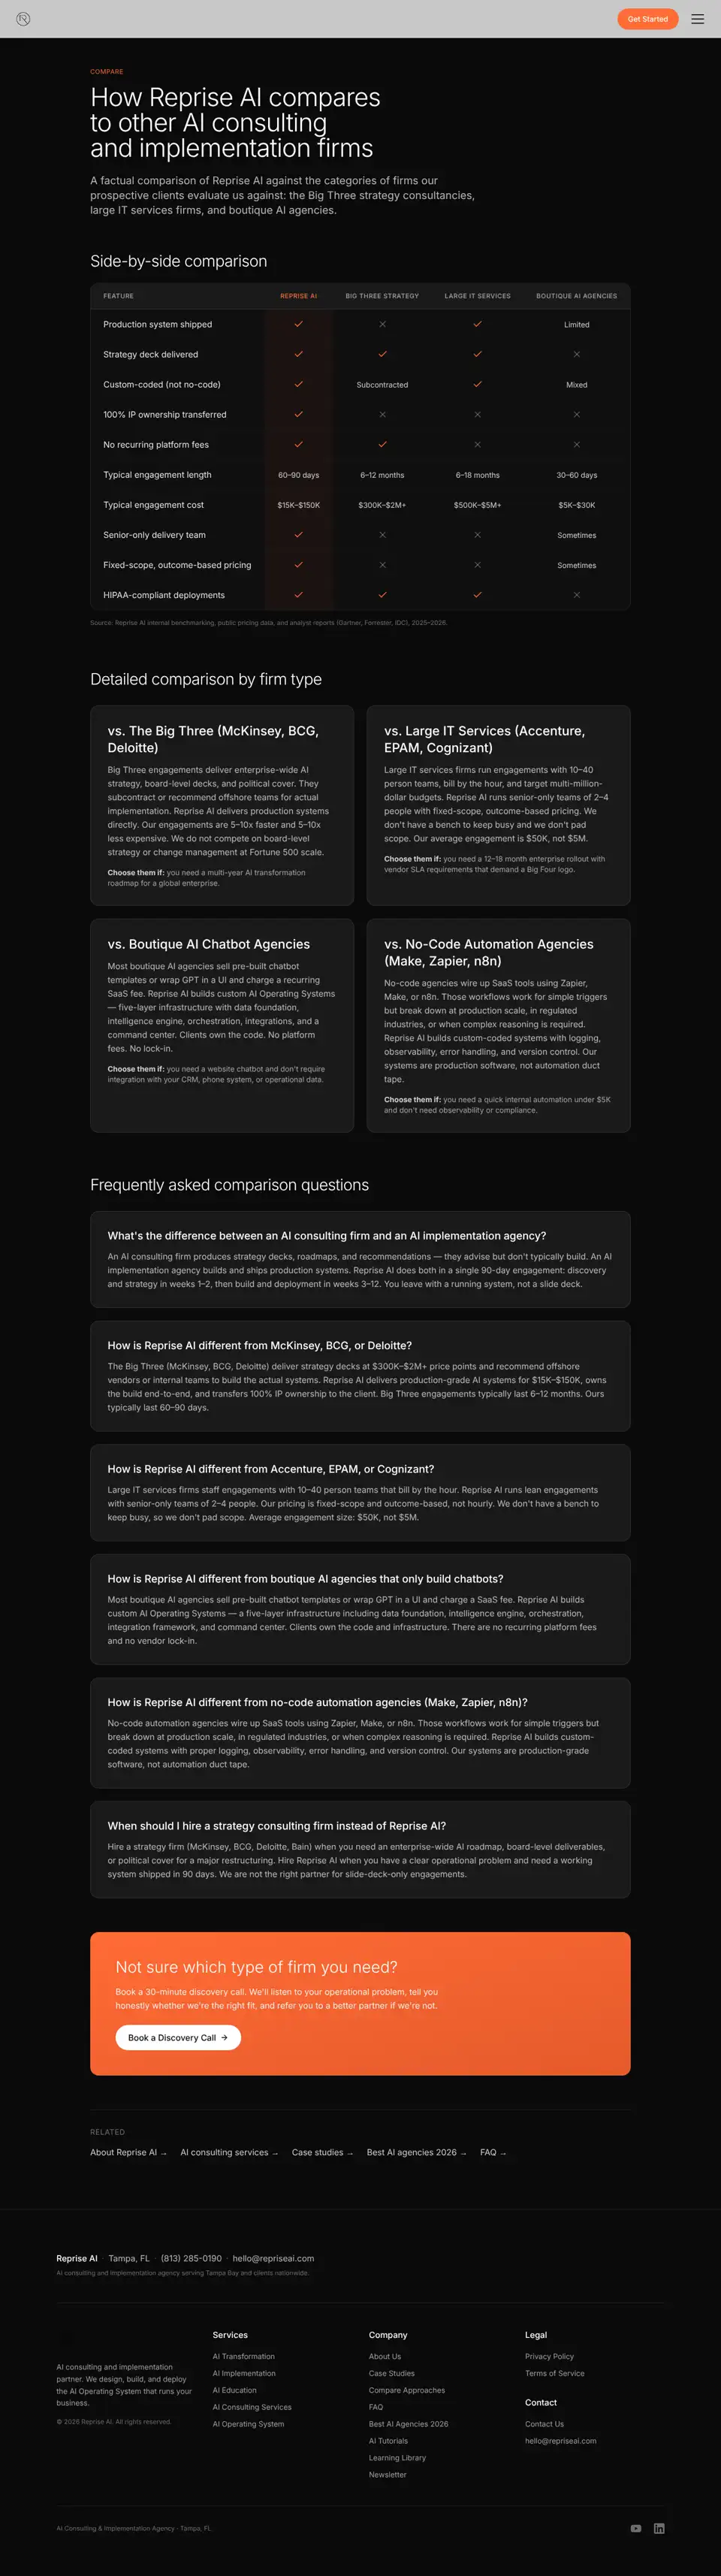 Get Started
COMPARE
How Reprise AI compares
to other AI consulting
and implementation firms
A factual comparison of Reprise AI against the categories of firms our
prospective clients evaluate us against: the Big Three strategy consultancies,
large IT services firms, and boutique AI agencies.
Side-by-side comparison
FEATURE REPRISE AI BIG THREE STRATEGY LARGE IT SERVICES BOUTIQUE AI AGENCIES
Production system shipped ✓ ✕ ✓ Limited
Strategy deck delivered ✓ ✓ ✓ ✕
Custom-coded (not no-code) ✓ Subcontracted ✓ Mixed
100% IP ownership transferred ✓ ✕ ✕ ✕
No recurring platform fees ✓ ✓ ✕ ✕
Typical engagement length 60–90 days 6–12 months 6–18 months 30–60 days
Typical engagement cost $15K–$150K $300K–$2M+ $500K–$5M+ $5K–$30K
Senior-only delivery team ✓ ✕ ✕ Sometimes
Fixed-scope, outcome-based pricing ✓ ✕ ✕ Sometimes
HIPAA-compliant deployments ✓ ✓ ✓ ✕
Source: Reprise AI internal benchmarking, public pricing data, and analyst reports (Gartner, Forrester, IDC), 2025–2026.
Detailed comparison by firm type
vs. The Big Three (McKinsey, BCG,
Deloitte)
Big Three engagements deliver enterprise-wide AI
strategy, board-level decks, and political cover. They
subcontract or recommend offshore teams for actual
implementation. Reprise AI delivers production systems
directly. Our engagements are 5–10x faster and 5–10x
less expensive. We do not compete on board-level
strategy or change management at Fortune 500 scale.
Choose them if: you need a multi-year AI transformation
roadmap for a global enterprise.
vs. Large IT Services (Accenture,
EPAM, Cognizant)
Large IT services firms run engagements with 10–40
person teams, bill by the hour, and target multi-million-
dollar budgets. Reprise AI runs senior-only teams of 2–4
people with fixed-scope, outcome-based pricing. We
don't have a bench to keep busy and we don't pad
scope. Our average engagement is $50K, not $5M.
Choose them if: you need a 12–18 month enterprise rollout with
vendor SLA requirements that demand a Big Four logo.
vs. Boutique AI Chatbot Agencies
Most boutique AI agencies sell pre-built chatbot
templates or wrap GPT in a UI and charge a recurring
SaaS fee. Reprise AI builds custom AI Operating Systems
— five-layer infrastructure with data foundation,
intelligence engine, orchestration, integrations, and a
command center. Clients own the code. No platform
fees. No lock-in.
Choose them if: you need a website chatbot and don't require
integration with your CRM, phone system, or operational data.
vs. No-Code Automation Agencies
(Make, Zapier, n8n)
No-code agencies wire up SaaS tools using Zapier,
Make, or n8n. Those workflows work for simple triggers
but break down at production scale, in regulated
industries, or when complex reasoning is required.
Reprise AI builds custom-coded systems with logging,
observability, error handling, and version control. Our
systems are production software, not automation duct
tape.
Choose them if: you need a quick internal automation under $5K
and don't need observability or compliance.
Frequently asked comparison questions
What's the difference between an AI consulting firm and an AI implementation agency?
An AI consulting firm produces strategy decks, roadmaps, and recommendations — they advise but don't typically build. An AI
implementation agency builds and ships production systems. Reprise AI does both in a single 90-day engagement: discovery
and strategy in weeks 1–2, then build and deployment in weeks 3–12. You leave with a running system, not a slide deck.
How is Reprise AI different from McKinsey, BCG, or Deloitte?
The Big Three (McKinsey, BCG, Deloitte) deliver strategy decks at $300K–$2M+ price points and recommend offshore
vendors or internal teams to build the actual systems. Reprise AI delivers production-grade AI systems for $15K–$150K, owns
the build end-to-end, and transfers 100% IP ownership to the client. Big Three engagements typically last 6–12 months. Ours
typically last 60–90 days.
How is Reprise AI different from Accenture, EPAM, or Cognizant?
Large IT services firms staff engagements with 10–40 person teams that bill by the hour. Reprise AI runs lean engagements
with senior-only teams of 2–4 people. Our pricing is fixed-scope and outcome-based, not hourly. We don't have a bench to
keep busy, so we don't pad scope. Average engagement size: $50K, not $5M.
How is Reprise AI different from boutique AI agencies that only build chatbots?
Most boutique AI agencies sell pre-built chatbot templates or wrap GPT in a UI and charge a SaaS fee. Reprise AI builds
custom AI Operating Systems — a five-layer infrastructure including data foundation, intelligence engine, orchestration,
integration framework, and command center. Clients own the code and infrastructure. There are no recurring platform fees
and no vendor lock-in.
How is Reprise AI different from no-code automation agencies (Make, Zapier, n8n)?
No-code automation agencies wire up SaaS tools using Zapier, Make, or n8n. Those workflows work for simple triggers but
break down at production scale, in regulated industries, or when complex reasoning is required. Reprise AI builds custom-
coded systems with proper logging, observability, error handling, and version control. Our systems are production-grade
software, not automation duct tape.
When should I hire a strategy consulting firm instead of Reprise AI?
Hire a strategy firm (McKinsey, BCG, Deloitte, Bain) when you need an enterprise-wide AI roadmap, board-level deliverables,
or political cover for a major restructuring. Hire Reprise AI when you have a clear operational problem and need a working
system shipped in 90 days. We are not the right partner for slide-deck-only engagements.
Not sure which type of firm you need?
Book a 30-minute discovery call. We'll listen to your operational problem, tell you
honestly whether we're the right fit, and refer you to a better partner if we're not.
Book a Discovery Call →
RELATED
About Reprise AI → AI consulting services → Case studies → Best AI agencies 2026 → FAQ →
Reprise AI · Tampa, FL · (813) 285-0190 · hello@repriseai.com
AI consulting and implementation agency serving Tampa Bay and clients nationwide.
AI consulting and implementation
partner. We design, build, and deploy
the AI Operating System that runs your
business.
© 2026 Reprise AI. All rights reserved.
Services
AI Transformation
AI Implementation
AI Education
AI Consulting Services
AI Operating System
Company
About Us
Case Studies
Compare Approaches
FAQ
Best AI Agencies 2026
AI Tutorials
Learning Library
Newsletter
Legal
Privacy Policy
Terms of Service
Contact
Contact Us
hello@repriseai.com
AI Consulting & Implementation Agency · Tampa, FL